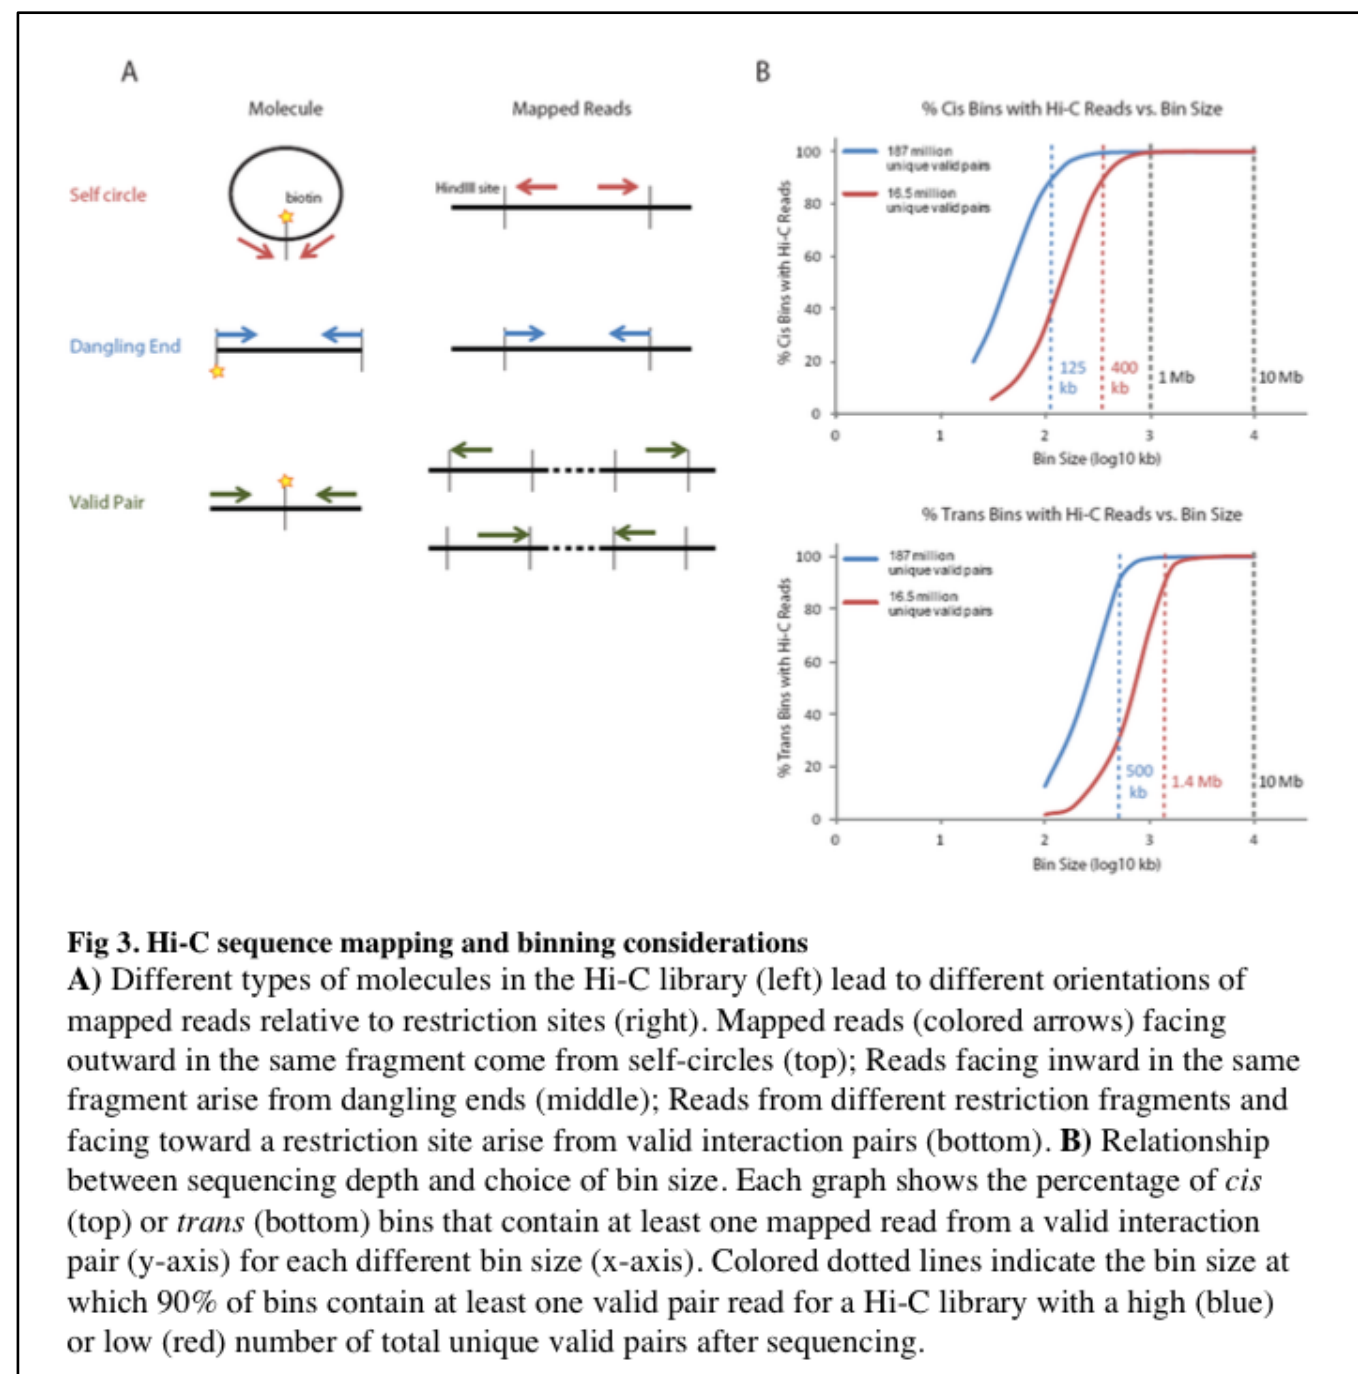 A
Molecule
Mapped Reads
Self circle
biotin
HindIII site
Dangling End
Valid Pair
B
% Cis Bins with Hi-C Reads vs. Bin Size
% Cis Bins with Hi-C Reads
100
80
60
40
20
0
187 million
unique valid pairs
16.5 million
unique valid pairs
125
kb
400
kb
1 Mb
10 Mb
0
1
2
3
4
Bin Size (log10 kb)
% Trans Bins with Hi-C Reads vs. Bin Size
% Trans Bins with Hi-C Reads
100
80
60
40
20
0
187 million
unique valid pairs
16.5 million
unique valid pairs
500
kb
1.4 Mb
10 Mb
0
1
2
3
4
Bin Size (log10 kb)
Fig 3. Hi-C sequence mapping and binning considerations
A) Different types of molecules in the Hi-C library (left) lead to different orientations of
mapped reads relative to restriction sites (right). Mapped reads (colored arrows) facing
outward in the same fragment come from self-circles (top); Reads facing inward in the same
fragment arise from dangling ends (middle); Reads from different restriction fragments and
facing toward a restriction site arise from valid interaction pairs (bottom). B) Relationship
between sequencing depth and choice of bin size. Each graph shows the percentage of cis
(top) or trans (bottom) bins that contain at least one mapped read from a valid interaction
pair (y-axis) for each different bin size (x-axis). Colored dotted lines indicate the bin size at
which 90% of bins contain at least one valid pair read for a Hi-C library with a high (blue)
or low (red) number of total unique valid pairs after sequencing.